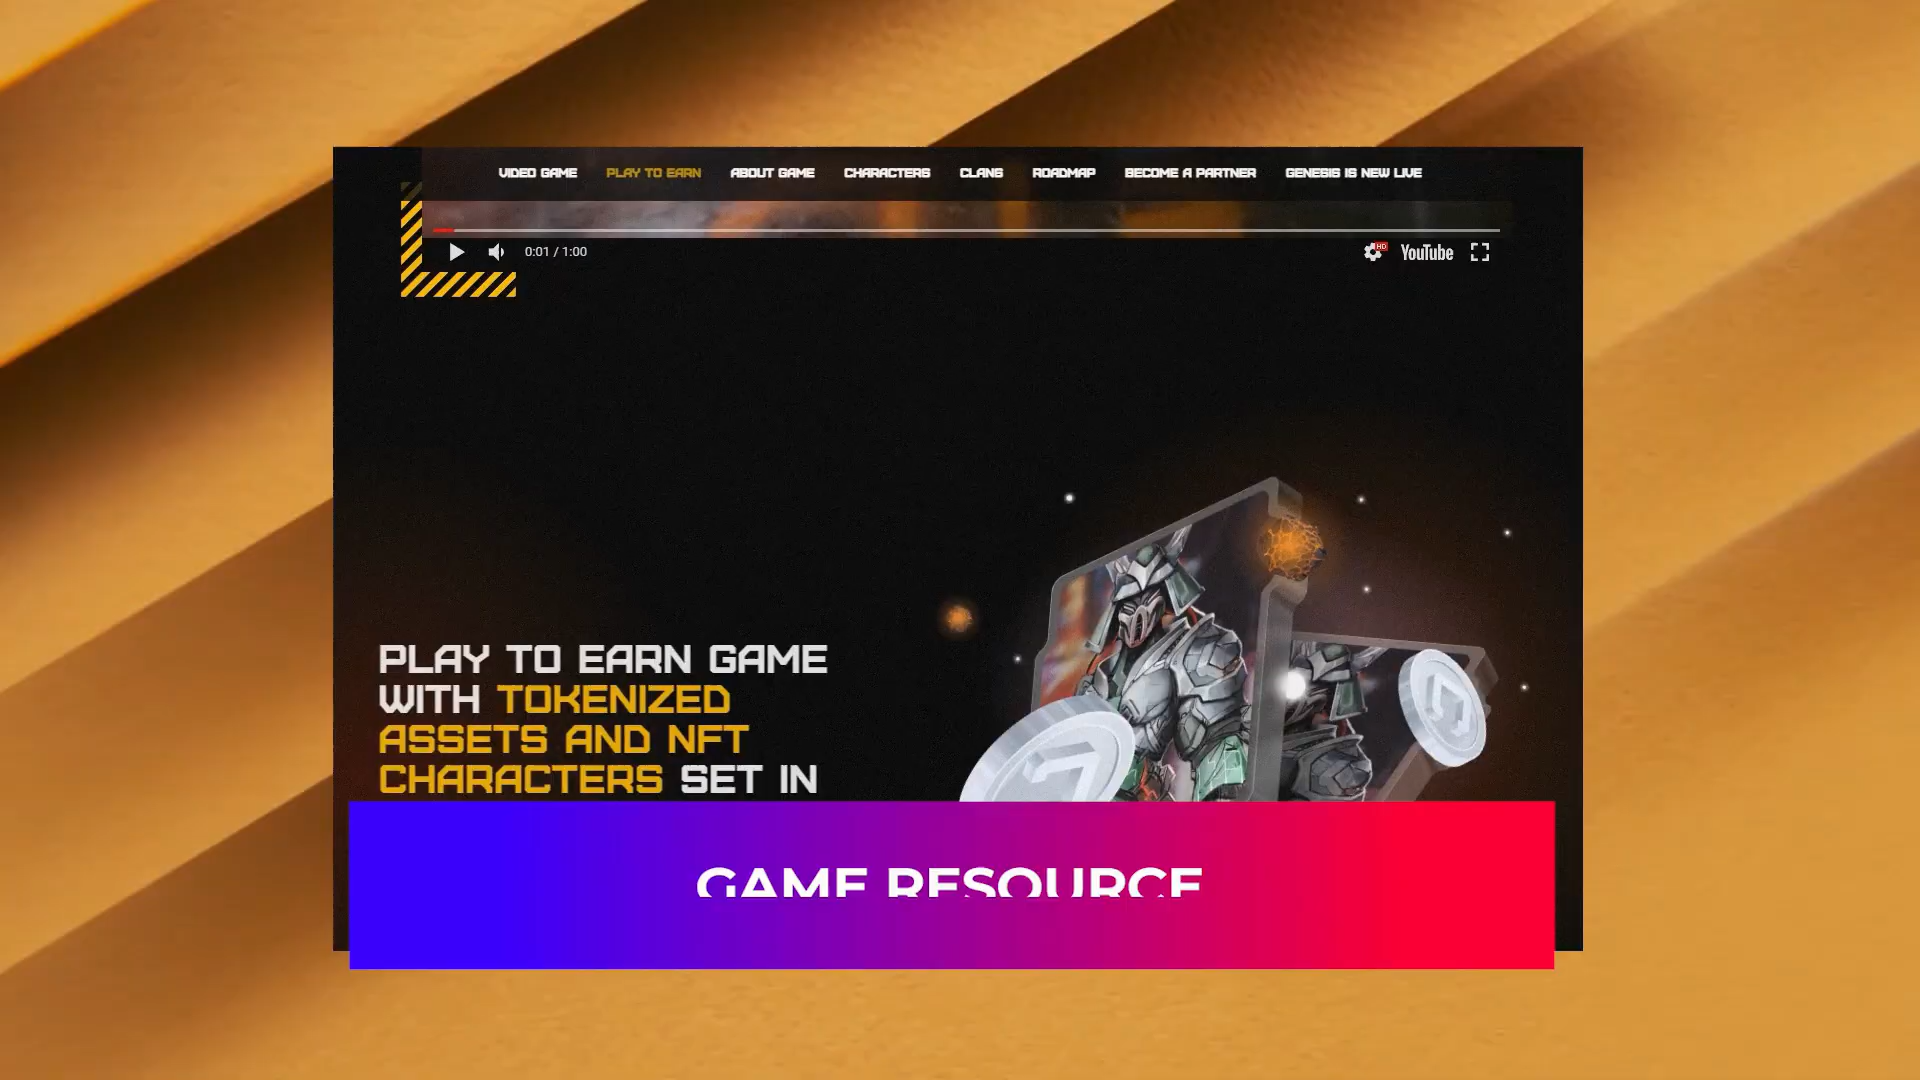 VIDEO GAME PLAY TO EARN ABOUT GAME CHARACTERS CLANS ROADMAP BECOME A PARTNER GENESIS IS NEW LIVE
0:01 / 1:00 HD YouTube
PLAY TO EARN GAME
WITH TOKENIZED
ASSETS AND NFT
CHARACTERS SET IN
GAME RESOURCE